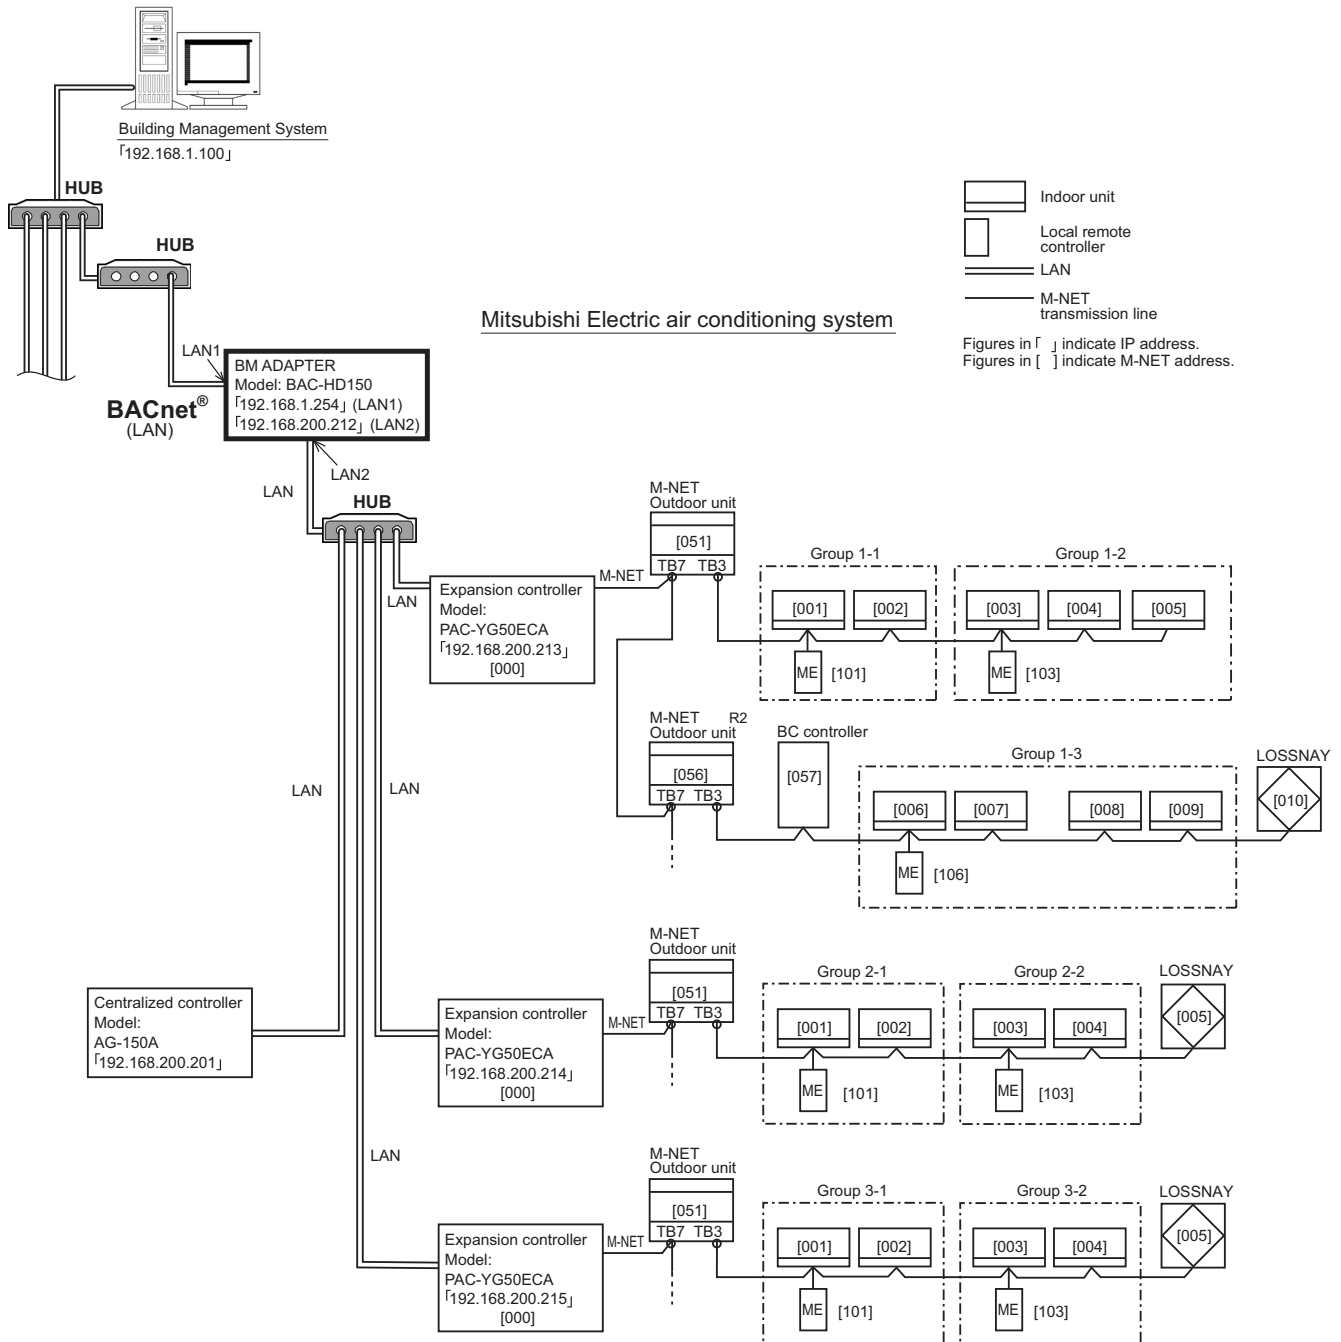 Building Management System
「192.168.1.100」
HUB
HUB
Indoor unit
Local remote
controller
LAN
M-NET
transmission line
Figures in「 」indicate IP address.
Figures in [ ] indicate M-NET address.
Mitsubishi Electric air conditioning system
LAN1
BM ADAPTER
Model: BAC-HD150
「192.168.1.254」(LAN1)
「192.168.200.212」(LAN2)
BACnet®
(LAN)
LAN2
LAN
HUB
LAN
M-NET
Expansion controller
Model:
PAC-YG50ECA
「192.168.200.213」
[000]
M-NET
Outdoor unit
[051]
TB7 TB3
Group 1-1
[001] [002]
ME [101]
Group 1-2
[003] [004] [005]
ME [103]
M-NET R2
Outdoor unit
[056]
TB7 TB3
BC controller
[057]
Group 1-3
[006] [007] [008] [009]
ME [106]
LOSSNAY
[010]
LAN
LAN
Centralized controller
Model:
AG-150A
「192.168.200.201」
Expansion controller
Model:
PAC-YG50ECA
「192.168.200.214」
[000]
M-NET
M-NET
Outdoor unit
[051]
TB7 TB3
Group 2-1
[001] [002]
ME [101]
Group 2-2
[003] [004]
ME [103]
LOSSNAY
[005]
LAN
Expansion controller
Model:
PAC-YG50ECA
「192.168.200.215」
[000]
M-NET
M-NET
Outdoor unit
[051]
TB7 TB3
Group 3-1
[001] [002]
ME [101]
Group 3-2
[003] [004]
ME [103]
LOSSNAY
[005]